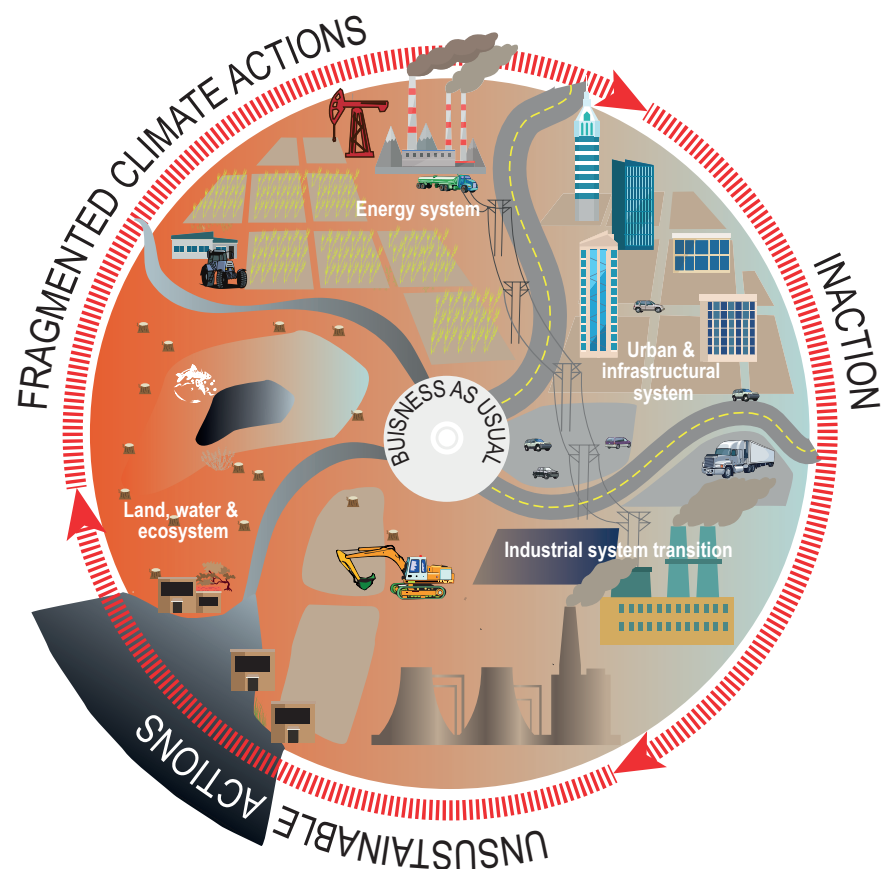 FRAGMENTED CLIMATE ACTIONS
INACTION
Energy system
Urban &
infrastructural
system
BUISNESS AS USUAL
Land, water &
ecosystem
Industrial system transition
UNSUSTAINABLE ACTIONS